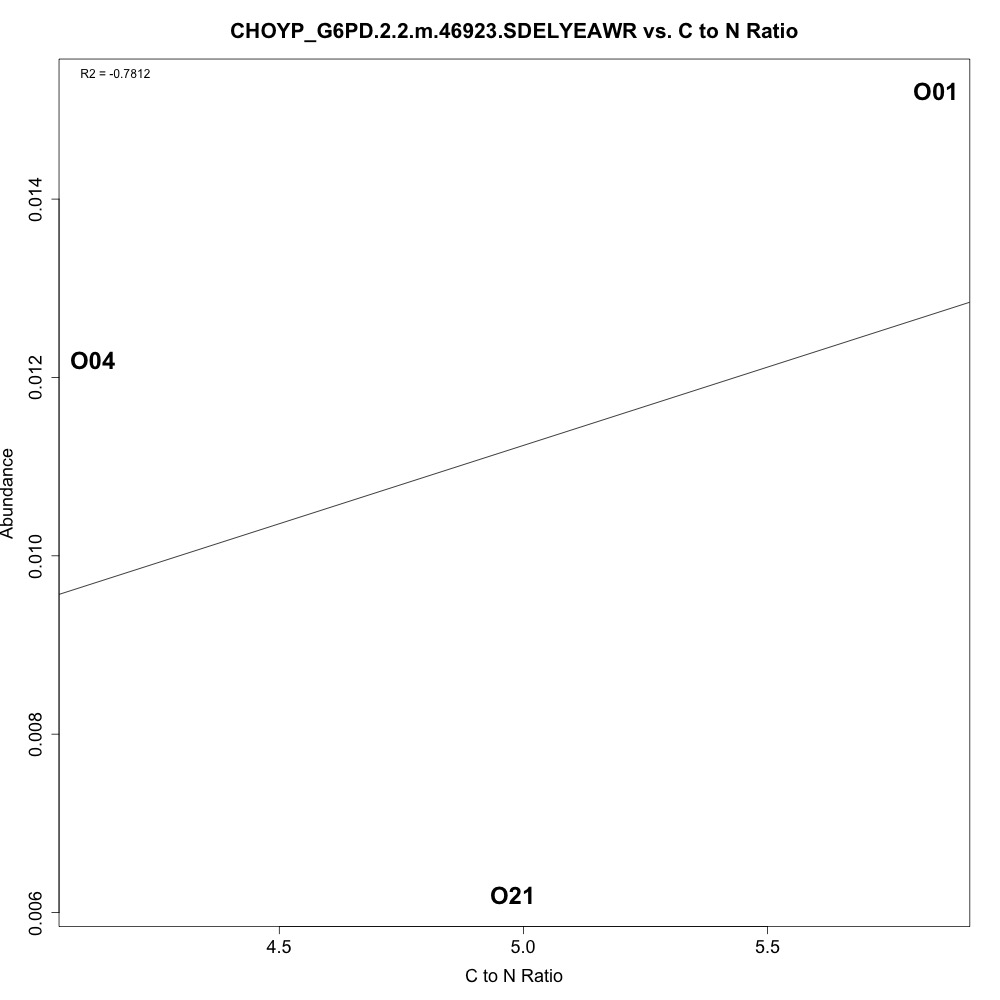 CHOYP_G6PD.2.2.m.46923.SDELYEAWR vs. C to N Ratio
R2 = -0.7812
O01
0.014
O04
0.012
Abundance
0.010
0.008
O21
0.006
4.5 5.0 5.5
C to N Ratio